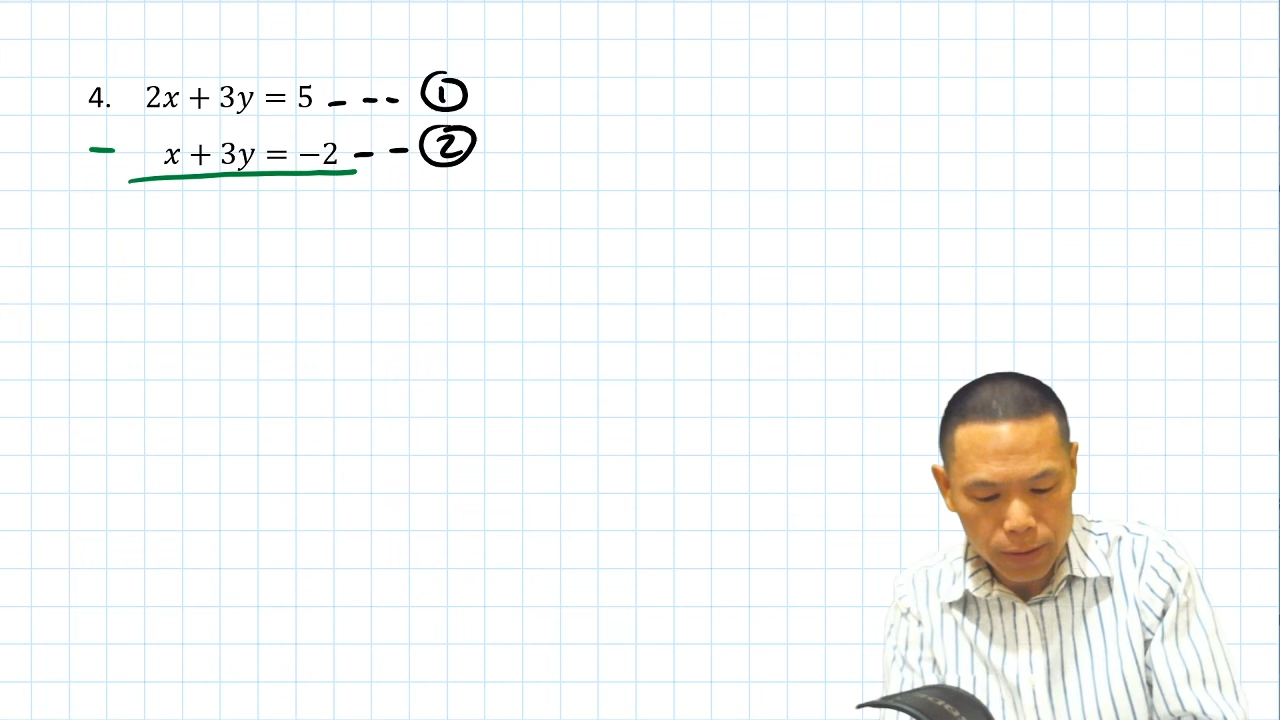 4. 2x + 3y = 5 - - - ①
- x + 3y = −2 - - ②